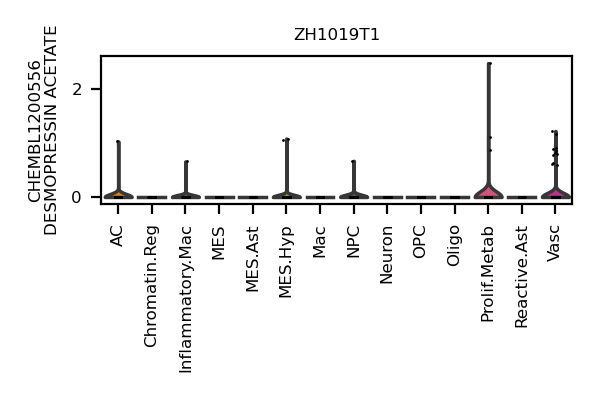 ZH1019T1
CHEMBL1200556
DESMOPRESSIN ACETATE
2
0
AC
Chromatin.Reg
Inflammatory.Mac
MES
MES.Ast
MES.Hyp
Mac
NPC
Neuron
OPC
Oligo
Prolif.Metab
Reactive.Ast
Vasc